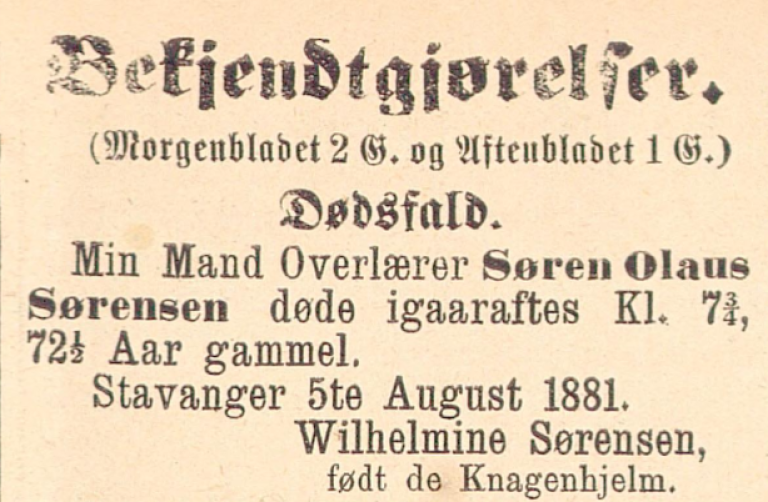 Bekjendtgjørelser.
(Morgenbladet 2 G. og Aftenbladet 1 G.)
Dødsfald.
Min Mand Overlærer Søren Olaus
Sørensen døde igaaraftes Kl. 7¾,
72½ Aar gammel.
Stavanger 5te August 1881.
Wilhelmine Sørensen,
født de Knagenhjelm.